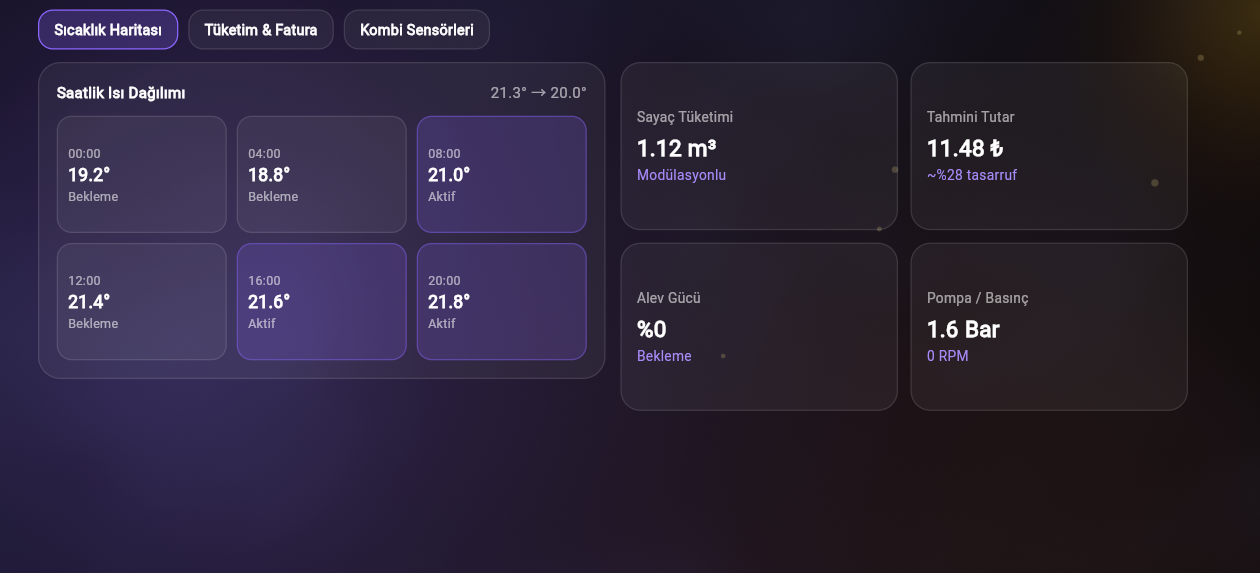 Sıcaklık Haritası
Tüketim & Fatura
Kombi Sensörleri
Saatlik Isı Dağılımı
21.3° → 20.0°
00:00
19.2°
Bekleme
04:00
18.8°
Bekleme
08:00
21.0°
Aktif
12:00
21.4°
Bekleme
16:00
21.6°
Aktif
20:00
21.8°
Aktif
Sayaç Tüketimi
1.12 m³
Modülasyonlu
Tahmini Tutar
11.48 ₺
~%28 tasarruf
Alev Gücü
%0
Bekleme
Pompa / Basınç
1.6 Bar
0 RPM